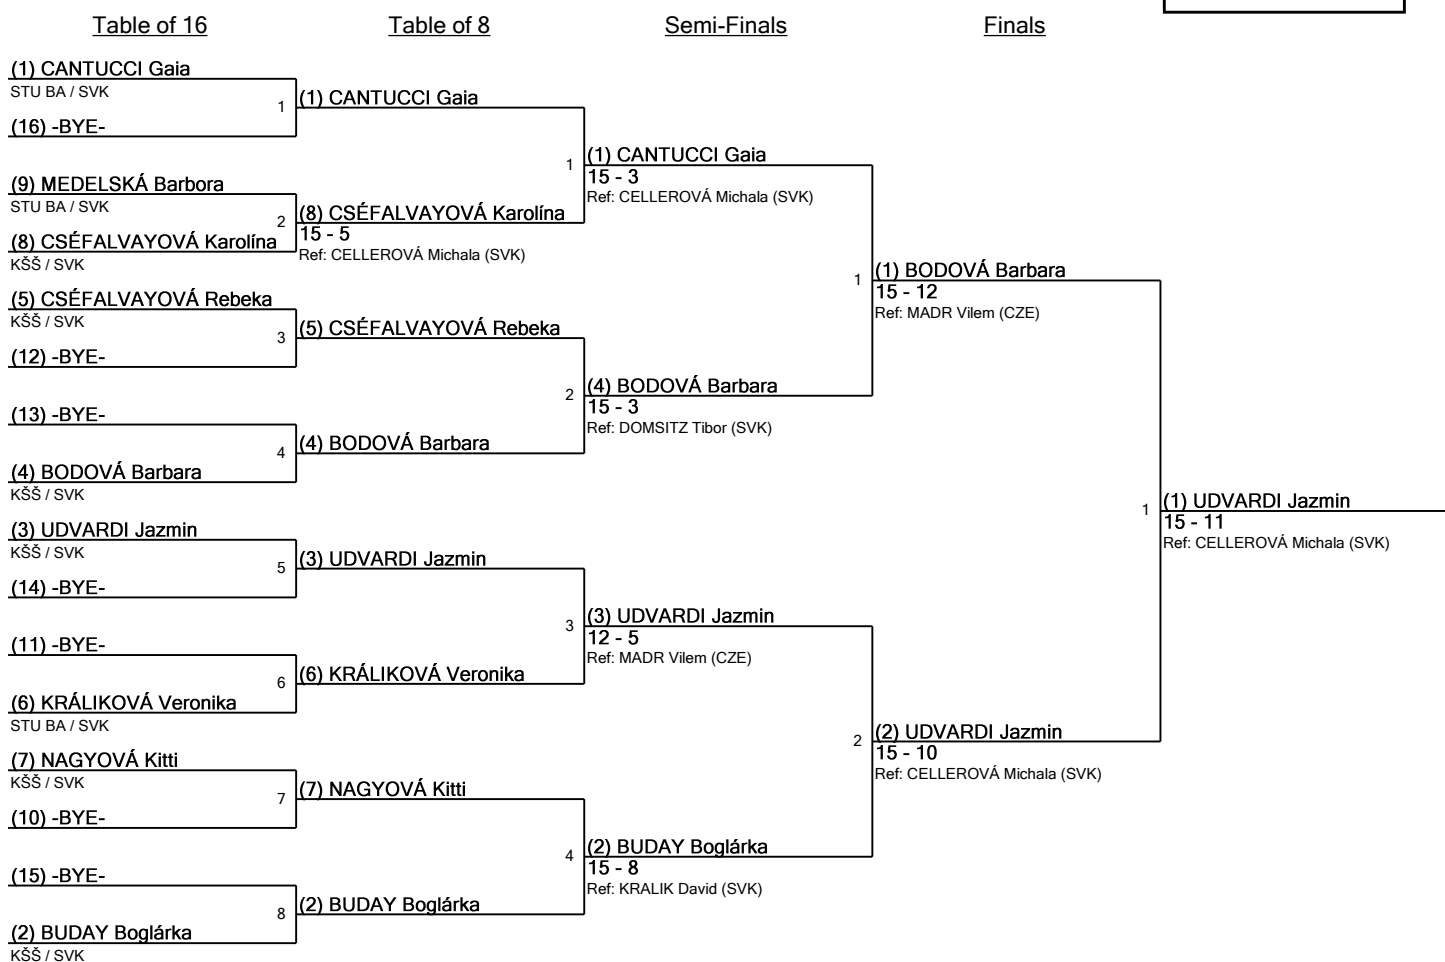 Table of 16
Table of 8
Semi-Finals
Finals
(1) CANTUCCI Gaia
STU BA / SVK
1
(16) -BYE-
(9) MEDELSKÁ Barbora
STU BA / SVK
2
(8) CSÉFALVAYOVÁ Karolína
KŠŠ / SVK
(5) CSÉFALVAYOVÁ Rebeka
KŠŠ / SVK
3
(12) -BYE-
(13) -BYE-
4
(4) BODOVÁ Barbara
KŠŠ / SVK
(3) UDVARDI Jazmin
KŠŠ / SVK
5
(14) -BYE-
(11) -BYE-
6
(6) KRÁLIKOVÁ Veronika
STU BA / SVK
(7) NAGYOVÁ Kitti
KŠŠ / SVK
7
(10) -BYE-
(15) -BYE-
8
(2) BUDAY Boglárka
KŠŠ / SVK
(1) CANTUCCI Gaia
1
(8) CSÉFALVAYOVÁ Karolína
15 - 5
Ref: CELLEROVÁ Michala (SVK)
(5) CSÉFALVAYOVÁ Rebeka
2
(4) BODOVÁ Barbara
(3) UDVARDI Jazmin
3
(6) KRÁLIKOVÁ Veronika
(7) NAGYOVÁ Kitti
4
(2) BUDAY Boglárka
(1) CANTUCCI Gaia
15 - 3
Ref: CELLEROVÁ Michala (SVK)
1
(4) BODOVÁ Barbara
15 - 3
Ref: DOMSITZ Tibor (SVK)
(3) UDVARDI Jazmin
12 - 5
Ref: MADR Vilem (CZE)
2
(2) BUDAY Boglárka
15 - 8
Ref: KRALIK David (SVK)
(1) BODOVÁ Barbara
15 - 12
Ref: MADR Vilem (CZE)
1
(2) UDVARDI Jazmin
15 - 10
Ref: CELLEROVÁ Michala (SVK)
(1) UDVARDI Jazmin
15 - 11
Ref: CELLEROVÁ Michala (SVK)